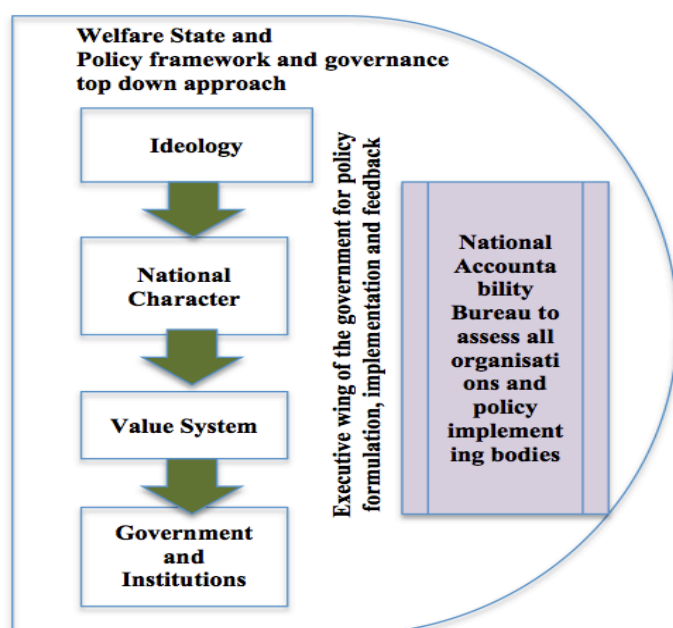 Welfare State and
Policy framework and governance
top down approach
Ideology
National
Character
Value System
Government
and
Institutions
Executive wing of the government for policy
formulation, implementation and feedback
National
Accounta
bility
Bureau to
assess all
organisati
ons and
policy
implement
ing bodies